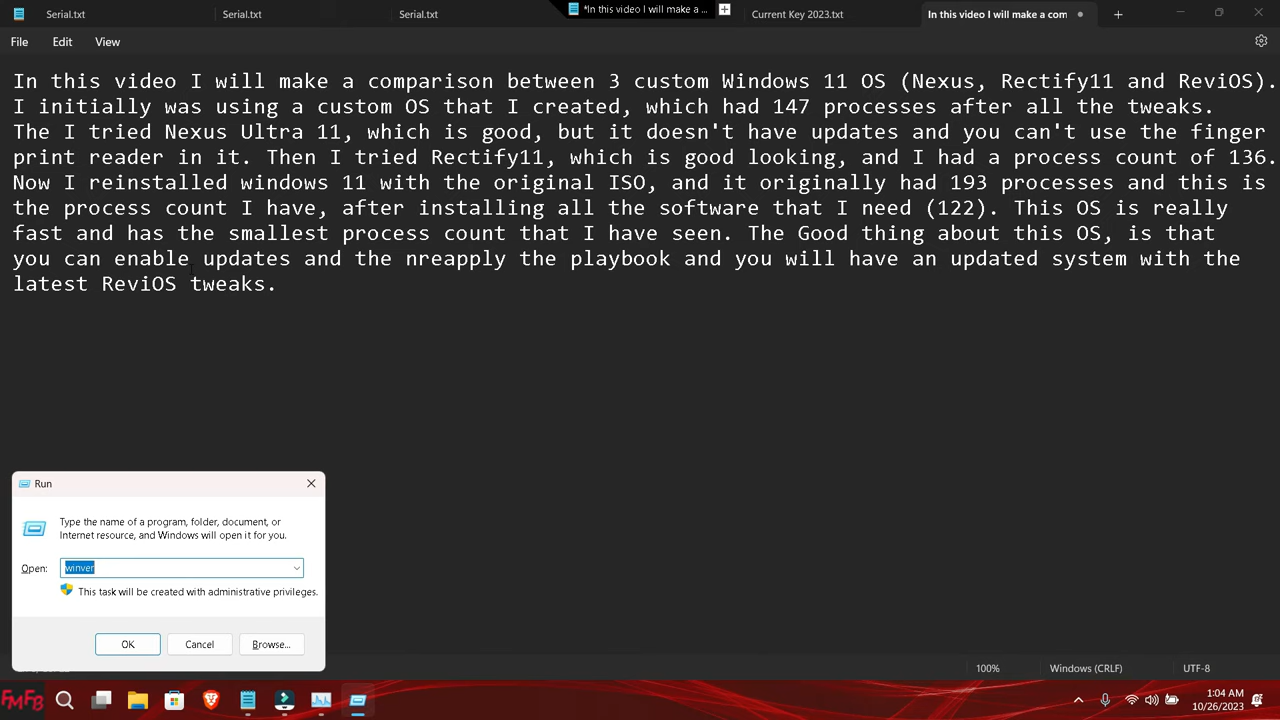 Serial.txt
Serial.txt
Serial.txt
*In this video I will make a ...
Current Key 2023.txt
In this video I will make a com
File
Edit
View
In this video I will make a comparison between 3 custom Windows 11 OS (Nexus, Rectify11 and ReviOS).
I initially was using a custom OS that I created, which had 147 processes after all the tweaks.
The I tried Nexus Ultra 11, which is good, but it doesn't have updates and you can't use the finger
print reader in it. Then I tried Rectify11, which is good looking, and I had a process count of 136.
Now I reinstalled windows 11 with the original ISO, and it originally had 193 processes and this is
the process count I have, after installing all the software that I need (122). This OS is really
fast and has the smallest process count that I have seen. The Good thing about this OS, is that
you can enable updates and the nreapply the playbook and you will have an updated system with the
latest ReviOS tweaks.
Run
Type the name of a program, folder, document, or
Internet resource, and Windows will open it for you.
Open:
winver
This task will be created with administrative privileges.
OK
Cancel
Browse...
100%
Windows (CRLF)
UTF-8
FMFB
1:04 AM
10/26/2023